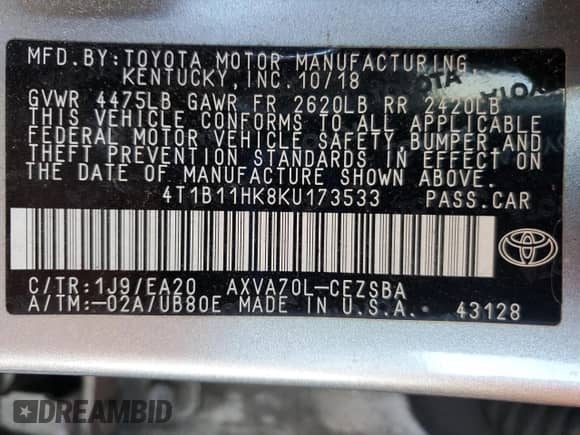 MFD.BY:TOYOTA MOTOR MANUFACTURING,
KENTUCKY, INC. 10/18
GVWR 4475LB GAWR FR 2620LB RR 2420LB
THIS VEHICLE CONFORMS TO ALL APPLICABLE
FEDERAL MOTOR VEHICLE SAFETY, BUMPER, AND
THEFT PREVENTION STANDARDS IN EFFECT ON
THE DATE OF MANUFACTURE SHOWN ABOVE.
4T1B11HK8KU173533 PASS.CAR
TOYOTA
C/TR:1J9/EA20 AXVA70L-CEZSBA
A/TM:-02A/UB80E MADE IN U.S.A. 43128
DREAMBID